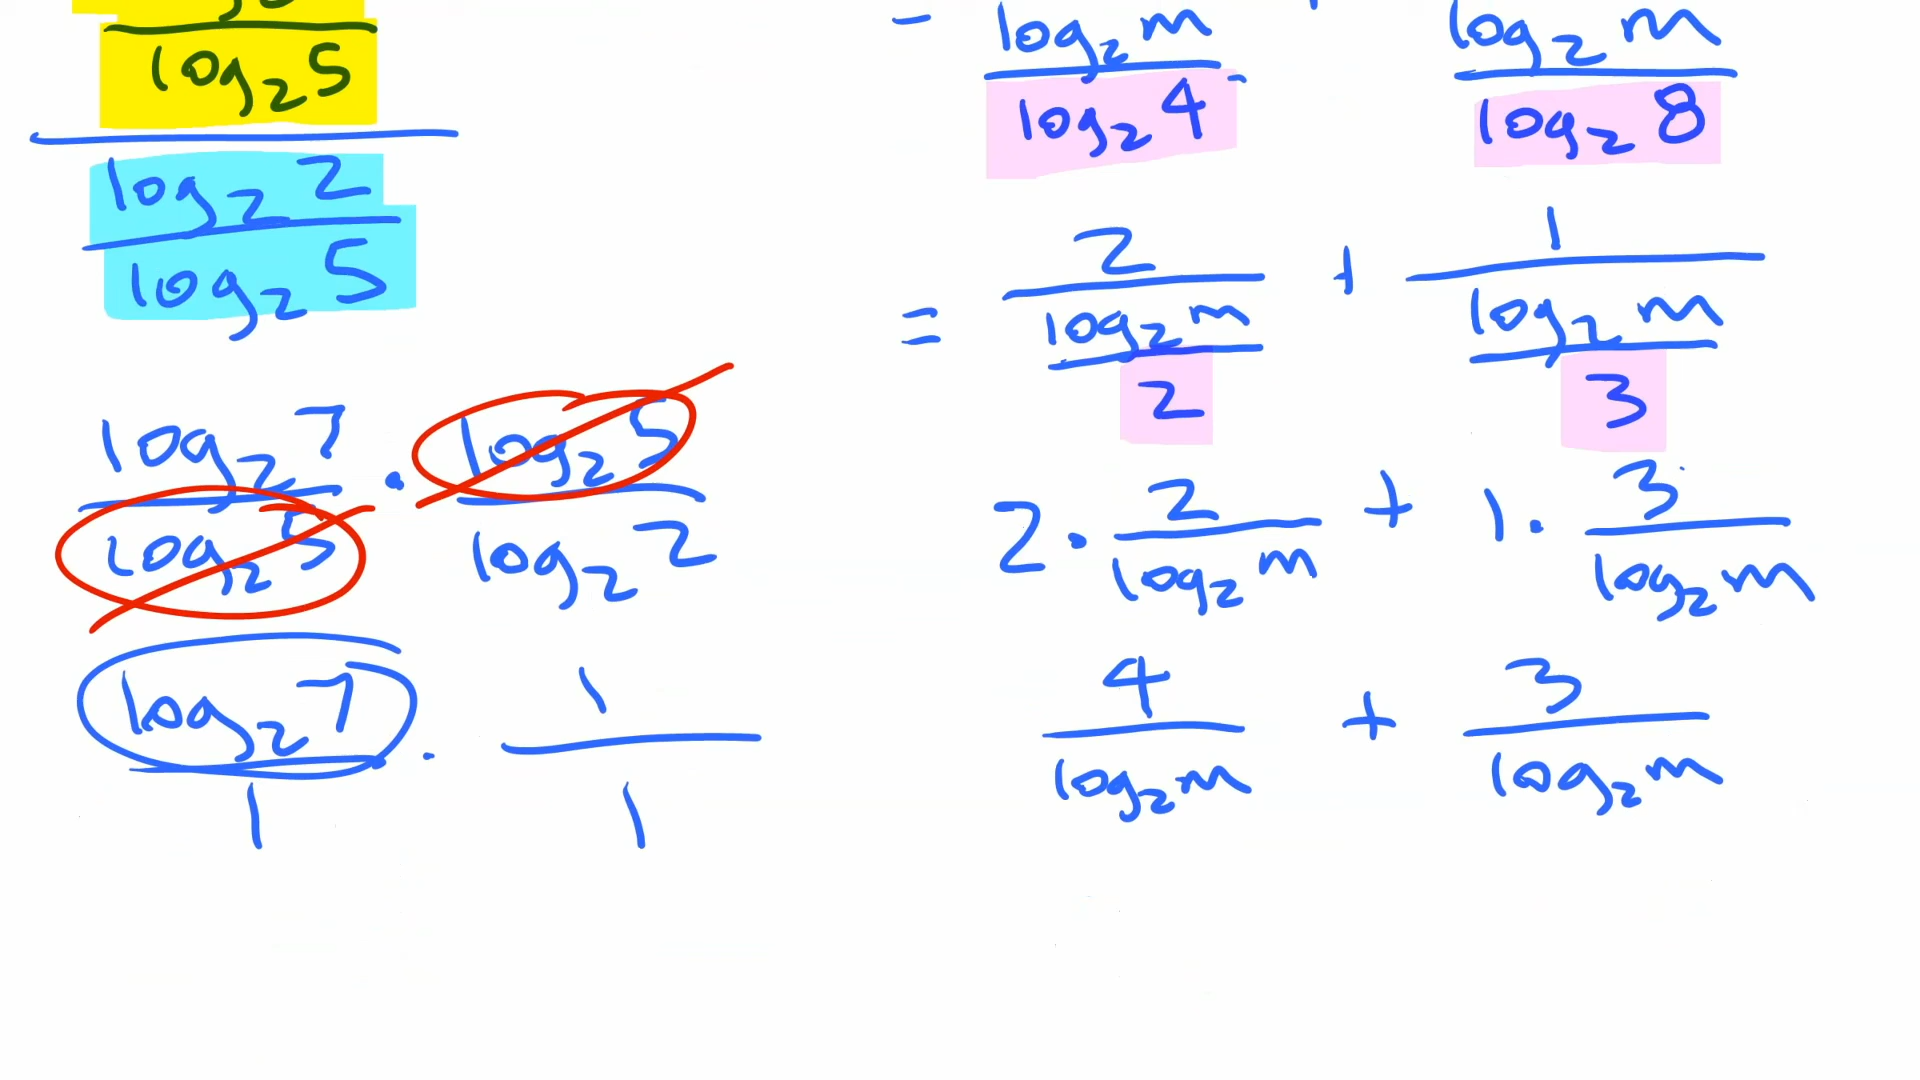 log₂5
log₂2
log₂5
log₂7 · log₂5
log₂5 log₂2
log₂7 · 1
1 1
- log₂m log₂m
log₂4 log₂8
= 2 + 1
log₂m log₂m
2 3
2 · 2 + 1 · 3
log₂m log₂m
4 + 3
log₂m log₂m